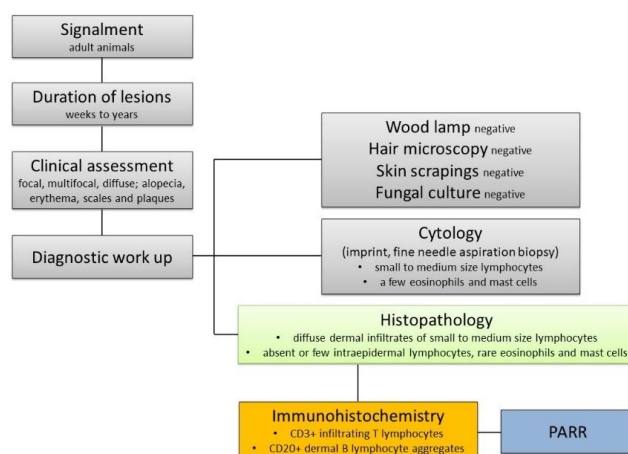 Signalment
adult animals
Duration of lesions
weeks to years
Clinical assessment
focal, multifocal, diffuse; alopecia,
erythema, scales and plaques
Diagnostic work up
Wood lamp negative
Hair microscopy negative
Skin scrapings negative
Fungal culture negative
Cytology
(imprint, fine needle aspiration biopsy)
• small to medium size lymphocytes
• a few eosinophils and mast cells
Histopathology
• diffuse dermal infiltrates of small to medium size lymphocytes
• absent or few intraepidermal lymphocytes, rare eosinophils and mast cells
Immunohistochemistry
• CD3+ infiltrating T lymphocytes
• CD20+ dermal B lymphocyte aggregates
PARR